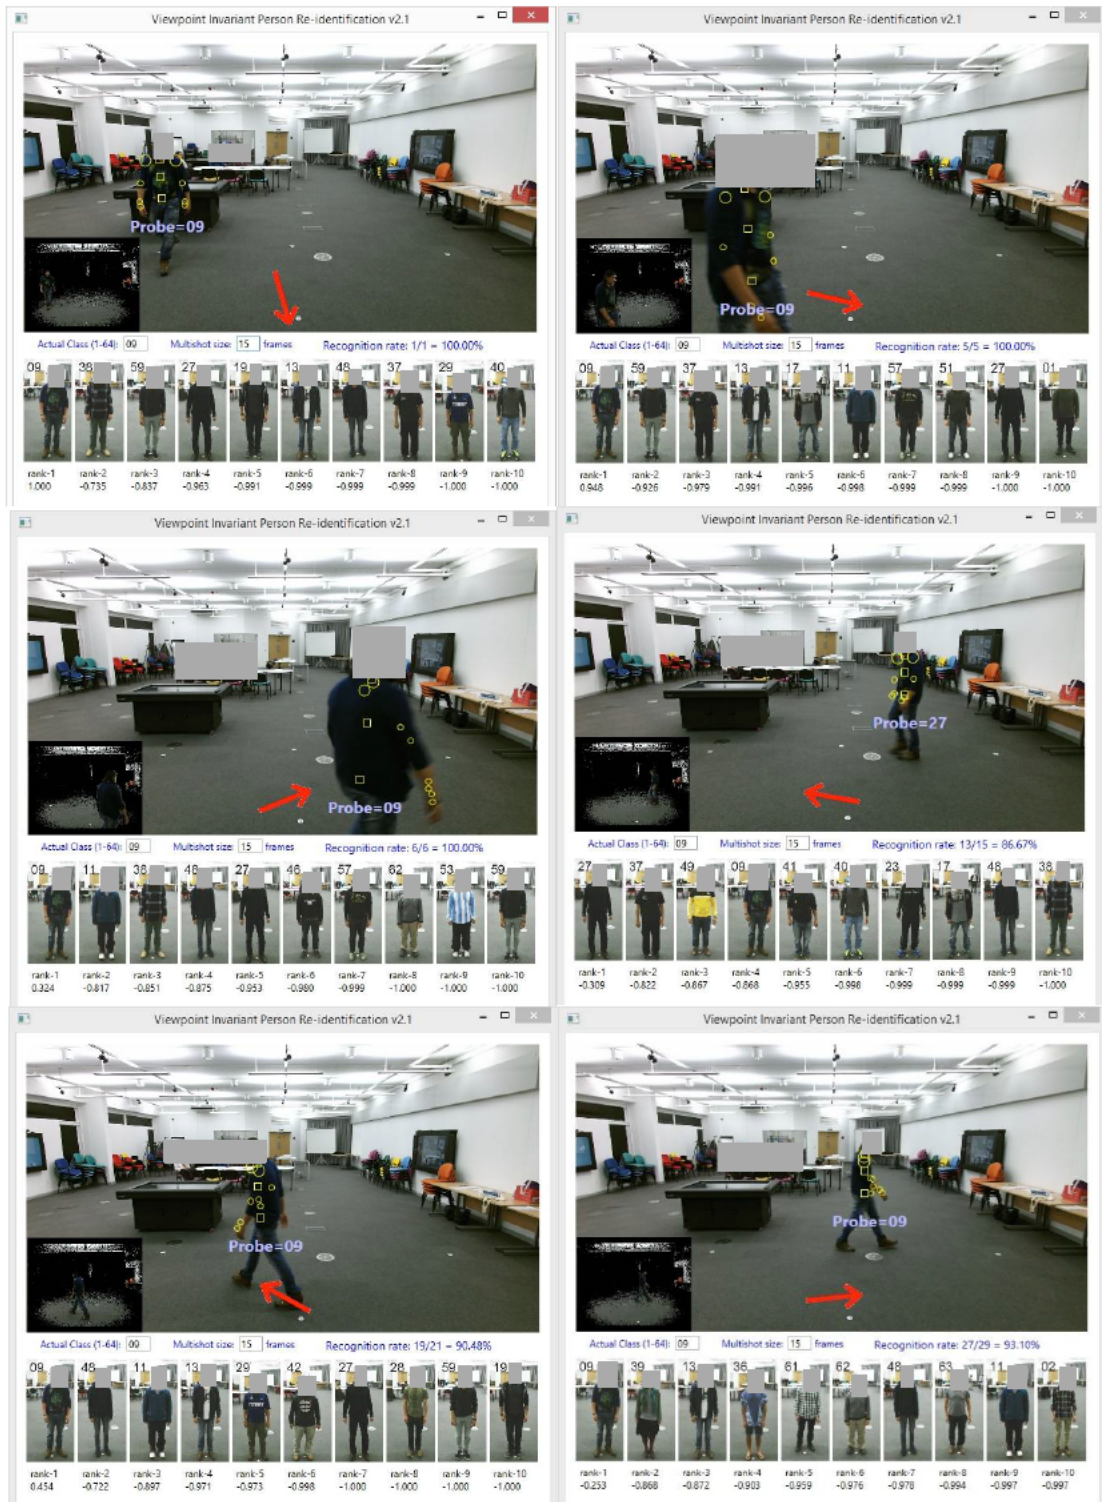 Viewpoint Invariant Person Re-identification v2.1
Probe=09
Actual Class (1-64): 09 Multishot size: 15 frames Recognition rate: 1/1 = 100.00%
09 38 59 27 19 13 48 37 29 40
rank-1 rank-2 rank-3 rank-4 rank-5 rank-6 rank-7 rank-8 rank-9 rank-10
1.000 -0.735 -0.837 -0.963 -0.991 -0.999 -0.999 -0.999 -1.000 -1.000
Viewpoint Invariant Person Re-identification v2.1
Probe=09
Actual Class (1-64): 09 Multishot size: 15 frames Recognition rate: 5/5 = 100.00%
09 59 37 13 17 11 57 51 27 01
rank-1 rank-2 rank-3 rank-4 rank-5 rank-6 rank-7 rank-8 rank-9 rank-10
0.948 -0.926 -0.979 -0.991 -0.996 -0.998 -0.999 -0.999 -1.000 -1.000
Viewpoint Invariant Person Re-identification v2.1
Probe=09
Actual Class (1-64): 09 Multishot size: 15 frames Recognition rate: 6/6 = 100.00%
09 11 38 48 27 46 57 62 53 59
rank-1 rank-2 rank-3 rank-4 rank-5 rank-6 rank-7 rank-8 rank-9 rank-10
0.324 -0.817 -0.851 -0.875 -0.953 -0.980 -0.999 -1.000 -1.000 -1.000
Viewpoint Invariant Person Re-identification v2.1
Probe=27
Actual Class (1-64): 09 Multishot size: 15 frames Recognition rate: 13/15 = 86.67%
27 37 49 09 41 40 23 17 48 38
rank-1 rank-2 rank-3 rank-4 rank-5 rank-6 rank-7 rank-8 rank-9 rank-10
-0.309 -0.822 -0.867 -0.868 -0.955 -0.998 -0.999 -0.999 -0.999 -1.000
Viewpoint Invariant Person Re-identification v2.1
Probe=09
Actual Class (1-64): 09 Multishot size: 15 frames Recognition rate: 19/21 = 90.48%
09 48 11 13 29 42 27 28 59 19
rank-1 rank-2 rank-3 rank-4 rank-5 rank-6 rank-7 rank-8 rank-9 rank-10
0.454 -0.722 -0.897 -0.971 -0.973 -0.998 -1.000 -1.000 -1.000 -1.000
Viewpoint Invariant Person Re-identification v2.1
Probe=09
Actual Class (1-64): 09 Multishot size: 15 frames Recognition rate: 27/29 = 93.10%
09 39 13 36 61 62 48 63 11 02
rank-1 rank-2 rank-3 rank-4 rank-5 rank-6 rank-7 rank-8 rank-9 rank-10
-0.253 -0.868 -0.872 -0.903 -0.959 -0.976 -0.978 -0.994 -0.997 -0.997